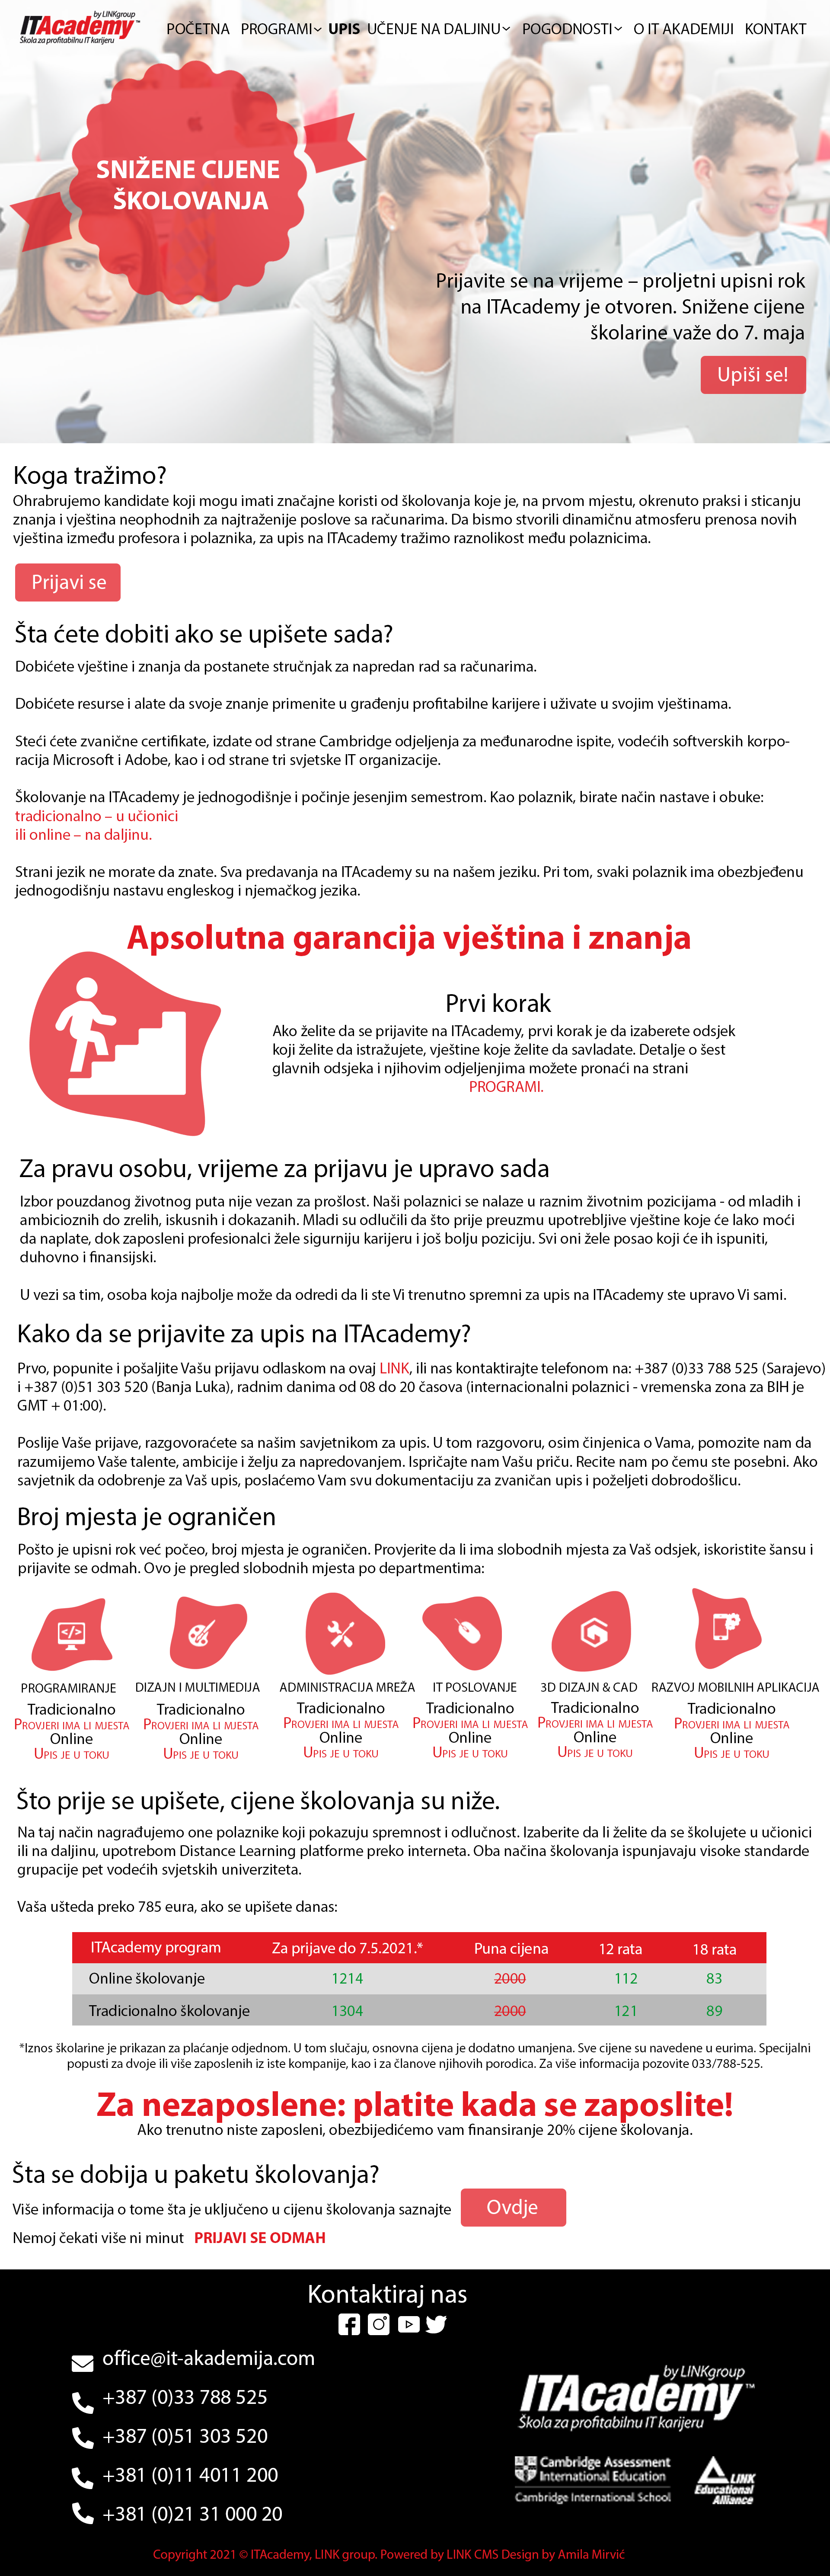 by LINKgroup
ITAcademy™
Škola za profitabilnu IT karijeru
POČETNA PROGRAMI UPIS UČENJE NA DALJINU POGODNOSTI O IT AKADEMIJI KONTAKT
SNIŽENE CIJENE
ŠKOLOVANJA
Prijavite se na vrijeme – proljetni upisni rok
na ITAcademy je otvoren. Snižene cijene
školarine važe do 7. maja
Upiši se!
Koga tražimo?
Ohrabrujemo kandidate koji mogu imati značajne koristi od školovanja koje je, na prvom mjestu, okrenuto praksi i sticanju
znanja i vještina neophodnih za najtraženije poslove sa računarima. Da bismo stvorili dinamičnu atmosferu prenosa novih
vještina između profesora i polaznika, za upis na ITAcademy tražimo raznolikost među polaznicima.
Prijavi se
Šta ćete dobiti ako se upišete sada?
Dobićete vještine i znanja da postanete stručnjak za napredan rad sa računarima.
Dobićete resurse i alate da svoje znanje primenite u građenju profitabilne karijere i uživate u svojim vještinama.
Steći ćete zvanične certifikate, izdate od strane Cambridge odjeljenja za međunarodne ispite, vodećih softverskih korpo-
racija Microsoft i Adobe, kao i od strane tri svjetske IT organizacije.
Školovanje na ITAcademy je jednogodišnje i počinje jesenjim semestrom. Kao polaznik, birate način nastave i obuke:
tradicionalno – u učionici
ili online – na daljinu.
Strani jezik ne morate da znate. Sva predavanja na ITAcademy su na našem jeziku. Pri tom, svaki polaznik ima obezbjeđenu
jednogodišnju nastavu engleskog i njemačkog jezika.
Apsolutna garancija vještina i znanja
Prvi korak
Ako želite da se prijavite na ITAcademy, prvi korak je da izaberete odsjek
koji želite da istražujete, vještine koje želite da savladate. Detalje o šest
glavnih odsjeka i njihovim odjeljenjima možete pronaći na strani
PROGRAMI.
Za pravu osobu, vrijeme za prijavu je upravo sada
Izbor pouzdanog životnog puta nije vezan za prošlost. Naši polaznici se nalaze u raznim životnim pozicijama - od mladih i
ambicioznih do zrelih, iskusnih i dokazanih. Mladi su odlučili da što prije preuzmu upotrebljive vještine koje će lako moći
da naplate, dok zaposleni profesionalci žele sigurniju karijeru i još bolju poziciju. Svi oni žele posao koji će ih ispuniti,
duhovno i finansijski.
U vezi sa tim, osoba koja najbolje može da odredi da li ste Vi trenutno spremni za upis na ITAcademy ste upravo Vi sami.
Kako da se prijavite za upis na ITAcademy?
Prvo, popunite i pošaljite Vašu prijavu odlaskom na ovaj LINK, ili nas kontaktirajte telefonom na: +387 (0)33 788 525 (Sarajevo)
i +387 (0)51 303 520 (Banja Luka), radnim danima od 08 do 20 časova (internacionalni polaznici - vremenska zona za BIH je
GMT + 01:00).
Poslije Vaše prijave, razgovoraćete sa našim savjetnikom za upis. U tom razgovoru, osim činjenica o Vama, pomozite nam da
razumijemo Vaše talente, ambicije i želju za napredovanjem. Ispričajte nam Vašu priču. Recite nam po čemu ste posebni. Ako
savjetnik da odobrenje za Vaš upis, poslaćemo Vam svu dokumentaciju za zvaničan upis i poželjeti dobrodošlicu.
Broj mjesta je ograničen
Pošto je upisni rok već počeo, broj mjesta je ograničen. Provjerite da li ima slobodnih mjesta za Vaš odsjek, iskoristite šansu i
prijavite se odmah. Ovo je pregled slobodnih mjesta po departmentima:
PROGRAMIRANJE DIZAJN I MULTIMEDIJA ADMINISTRACIJA MREŽA IT POSLOVANJE 3D DIZAJN & CAD RAZVOJ MOBILNIH APLIKACIJA
Tradicionalno Tradicionalno Tradicionalno Tradicionalno Tradicionalno Tradicionalno
Provjeri ima li mjesta Provjeri ima li mjesta Provjeri ima li mjesta Provjeri ima li mjesta Provjeri ima li mjesta Provjeri ima li mjesta
Online Online Online Online Online Online
Upis je u toku Upis je u toku Upis je u toku Upis je u toku Upis je u toku Upis je u toku
Što prije se upišete, cijene školovanja su niže.
Na taj način nagrađujemo one polaznike koji pokazuju spremnost i odlučnost. Izaberite da li želite da se školujete u učionici
ili na daljinu, upotrebom Distance Learning platforme preko interneta. Oba načina školovanja ispunjavaju visoke standarde
grupacije pet vodećih svjetskih univerziteta.
Vaša ušteda preko 785 eura, ako se upišete danas:
ITAcademy program Za prijave do 7.5.2021.* Puna cijena 12 rata 18 rata
Online školovanje 1214 2000 112 83
Tradicionalno školovanje 1304 2000 121 89
*Iznos školarine je prikazan za plaćanje odjednom. U tom slučaju, osnovna cijena je dodatno umanjena. Sve cijene su navedene u eurima. Specijalni
popusti za dvoje ili više zaposlenih iz iste kompanije, kao i za članove njihovih porodica. Za više informacija pozovite 033/788-525.
Za nezaposlene: platite kada se zaposlite!
Ako trenutno niste zaposleni, obezbijedićemo vam finansiranje 20% cijene školovanja.
Šta se dobija u paketu školovanja?
Više informacija o tome šta je uključeno u cijenu školovanja saznajte Ovdje
Nemoj čekati više ni minut PRIJAVI SE ODMAH
Kontaktiraj nas
office@it-akademija.com
+387 (0)33 788 525
+387 (0)51 303 520
+381 (0)11 4011 200
+381 (0)21 31 000 20
by LINKgroup
ITAcademy™
Škola za profitabilnu IT karijeru
Cambridge Assessment
International Education
Cambridge International School
LINK
Educational
Alliance
Copyright 2021 © ITAcademy, LINK group. Powered by LINK CMS Design by Amila Mirvić